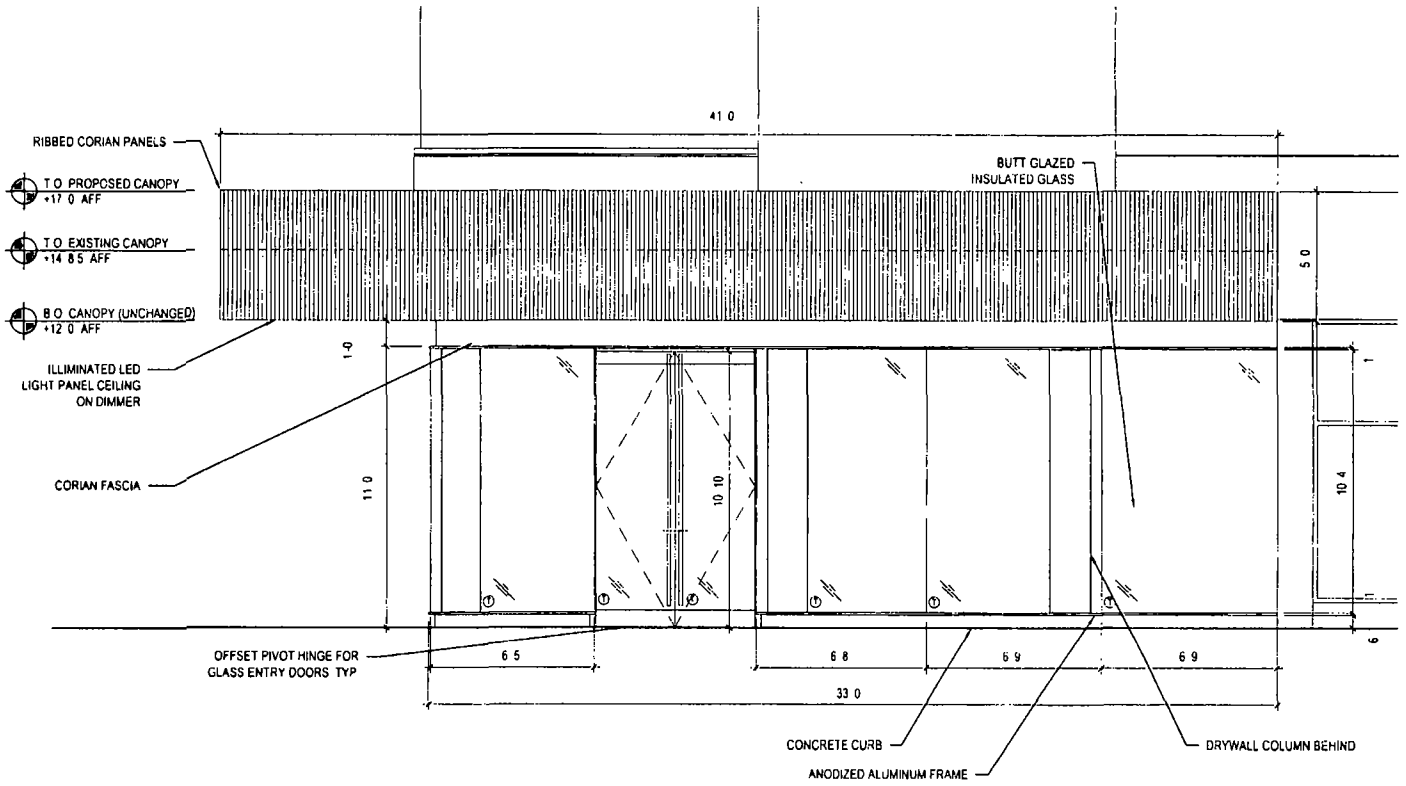 41 0
RIBBED CORIAN PANELS
BUTT GLAZED
INSULATED GLASS
T O PROPOSED CANOPY
+17 0 AFF
T O EXISTING CANOPY
+14 8 5 AFF
5 0
B O CANOPY (UNCHANGED)
+12 0 AFF
1-0
ILLIMINATED LED
LIGHT PANEL CEILING
ON DIMMER
1
CORIAN FASCIA
11 0
10 10
10 4
1
T
T
T
T
T
T
6
OFFSET PIVOT HINGE FOR
GLASS ENTRY DOORS TYP
6 5
6 8
6 9
6 9
33 0
CONCRETE CURB
DRYWALL COLUMN BEHIND
ANODIZED ALUMINUM FRAME